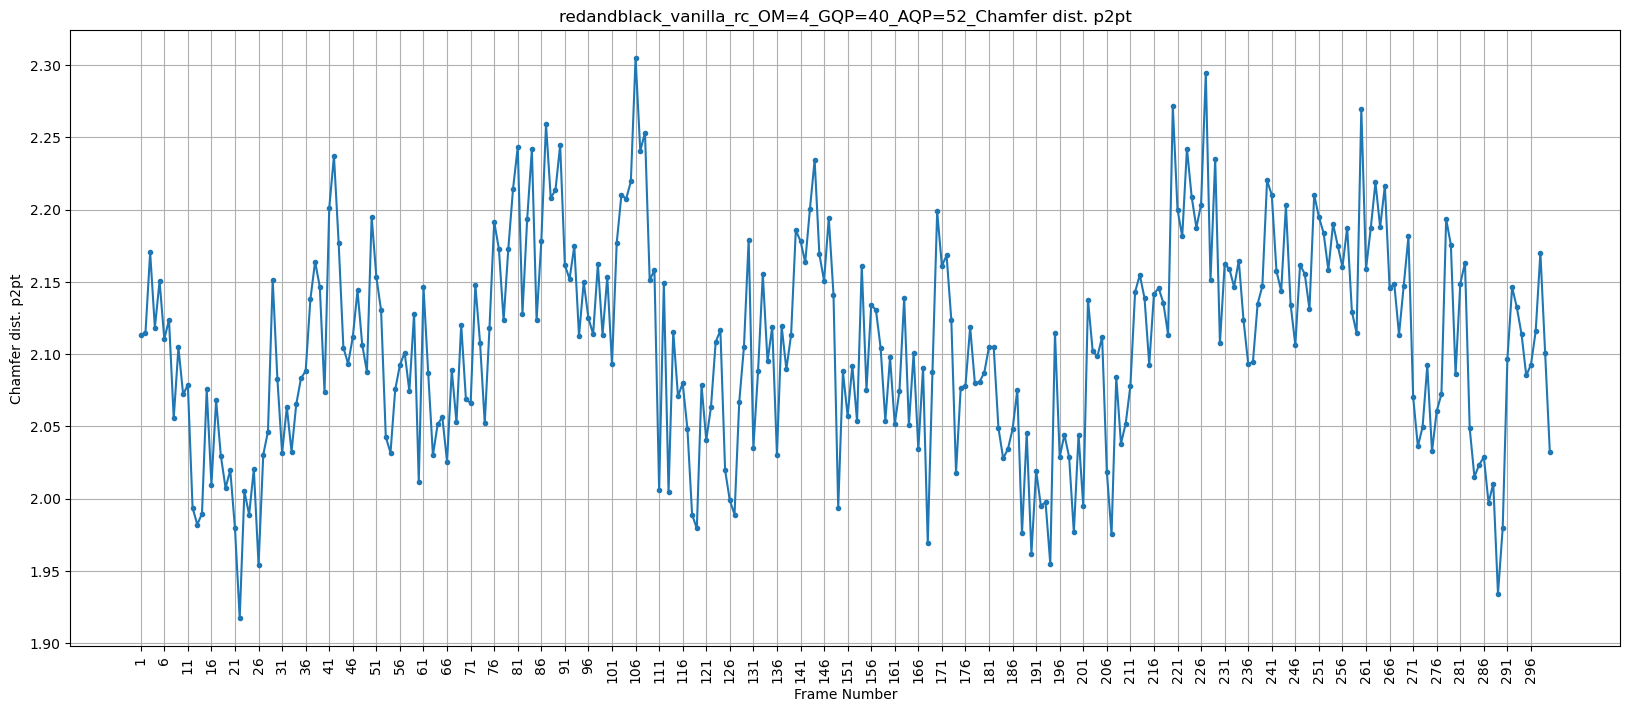 redandblack_vanilla_rc_OM=4_GQP=40_AQP=52_Chamfer dist. p2pt
2.30
2.25
2.20
2.15
2.10
2.05
2.00
1.95
1.90
Chamfer dist. p2pt
1 6 11 16 21 26 31 36 41 46 51 56 61 66 71 76 81 86 91 96 101 106 111 116 121 126 131 136 141 146 151 156 161 166 171 176 181 186 191 196 201 206 211 216 221 226 231 236 241 246 251 256 261 266 271 276 281 286 291 296
Frame Number